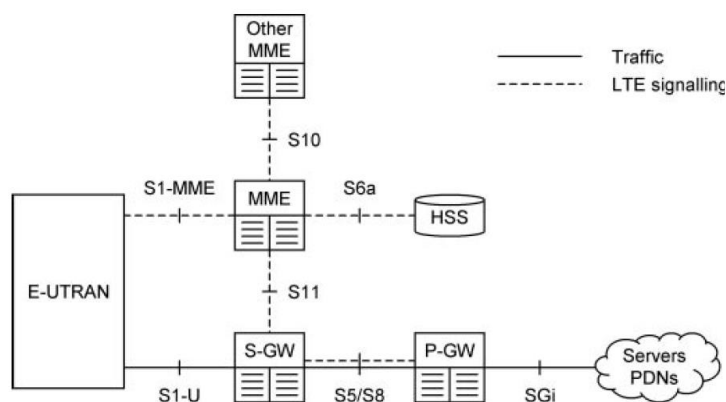 Other
MME
Traffic
LTE signalling
S10
S1-MME
MME
S6a
HSS
E-UTRAN
S11
S-GW
P-GW
Servers
PDNs
S1-U
S5/S8
SGi